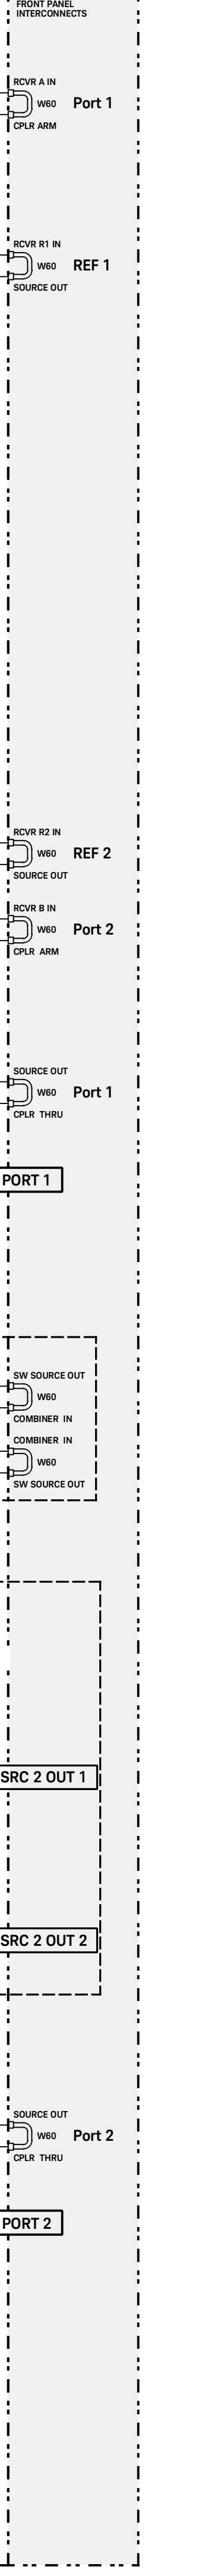 FRONT PANEL
INTERCONNECTS
RCVR A IN
W60 Port 1
CPLR ARM
RCVR R1 IN
W60 REF 1
SOURCE OUT
RCVR R2 IN
W60 REF 2
SOURCE OUT
RCVR B IN
W60 Port 2
CPLR ARM
SOURCE OUT
W60 Port 1
CPLR THRU
PORT 1
SW SOURCE OUT
W60
COMBINER IN
COMBINER IN
W60
SW SOURCE OUT
SRC 2 OUT 1
SRC 2 OUT 2
SOURCE OUT
W60 Port 2
CPLR THRU
PORT 2